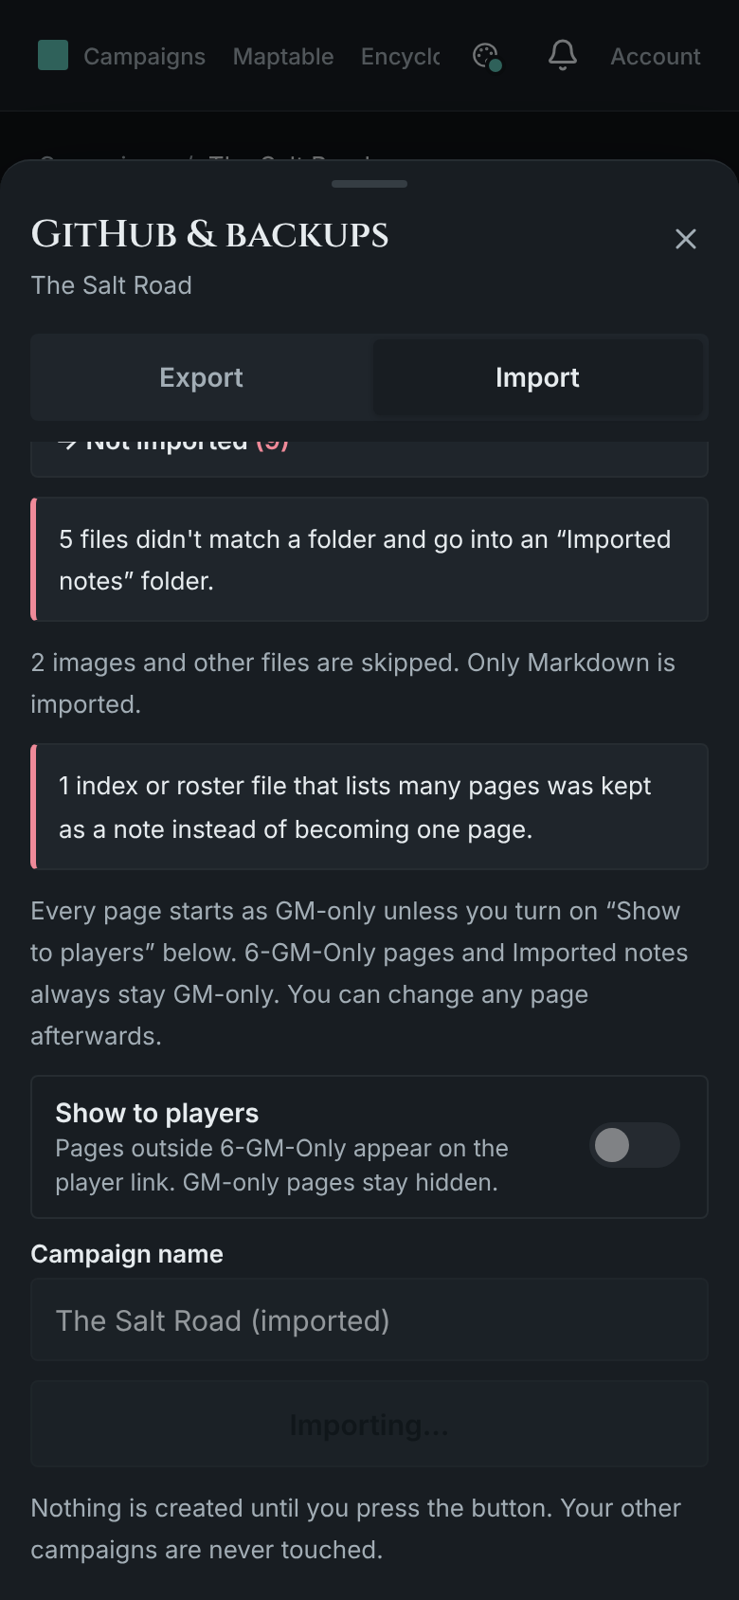 Campaigns Maptable Encyclc Account
GitHub & backups
The Salt Road
Export Import
→ Not imported (9)
5 files didn't match a folder and go into an “Imported
notes” folder.
2 images and other files are skipped. Only Markdown is
imported.
1 index or roster file that lists many pages was kept
as a note instead of becoming one page.
Every page starts as GM-only unless you turn on “Show
to players” below. 6-GM-Only pages and Imported notes
always stay GM-only. You can change any page
afterwards.
Show to players
Pages outside 6-GM-Only appear on the
player link. GM-only pages stay hidden.
Campaign name
The Salt Road (imported)
Importing...
Nothing is created until you press the button. Your other
campaigns are never touched.